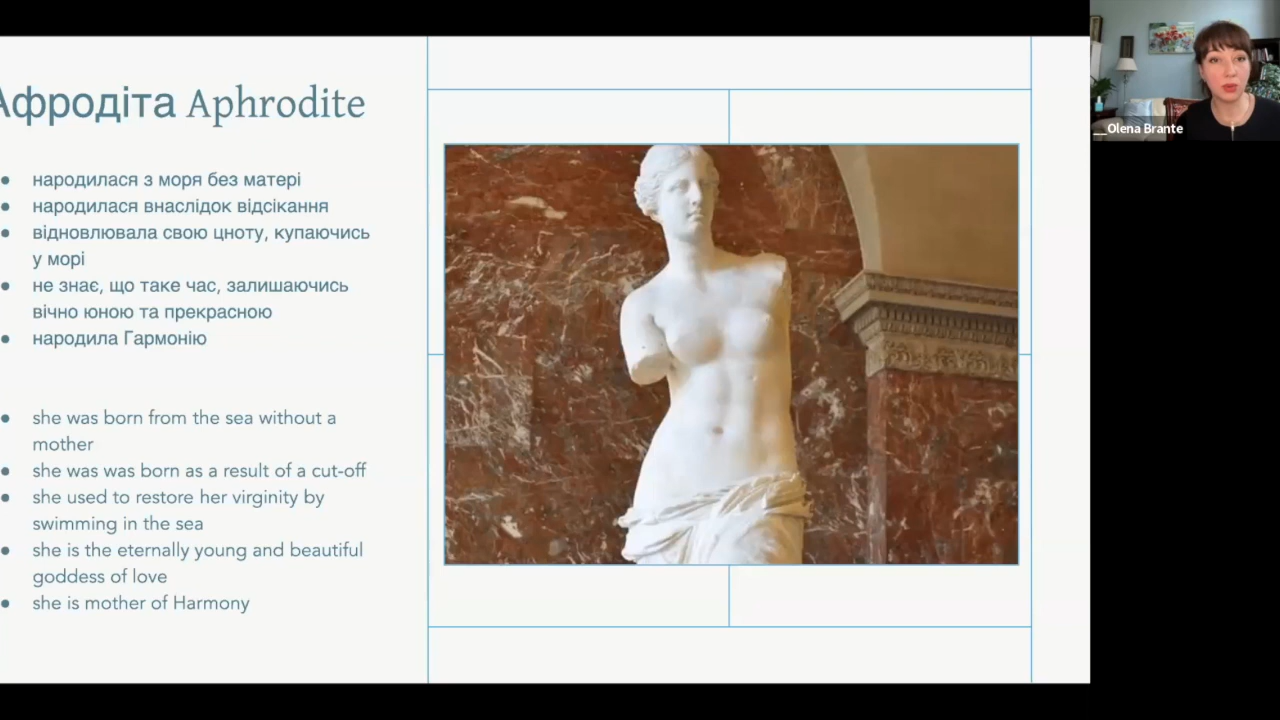 Афродіта Aphrodite
народилася з моря без матері
народилася внаслідок відсікання
відновлювала свою цноту, купаючись
у морі
не знає, що таке час, залишаючись
вічно юною та прекрасною
народила Гармонію
she was born from the sea without a
mother
she was was born as a result of a cut-off
she used to restore her virginity by
swimming in the sea
she is the eternally young and beautiful
goddess of love
she is mother of Harmony
__Olena Brante